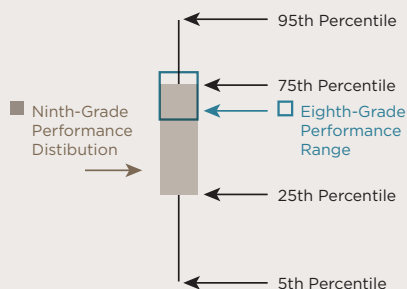 95th Percentile
75th Percentile
Ninth-Grade
Performance
Distibution
Eighth-Grade
Performance
Range
25th Percentile
5th Percentile